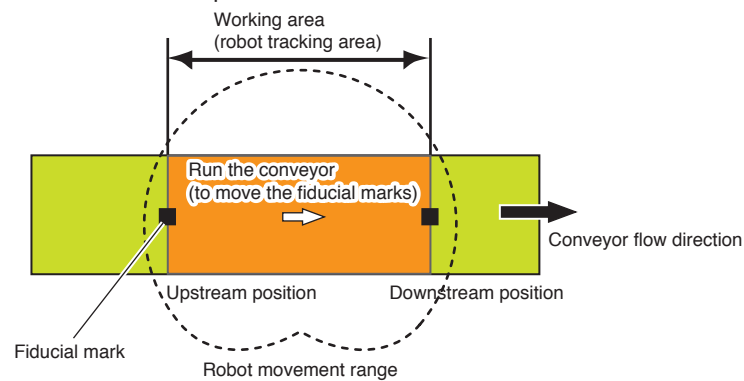 Working area
(robot tracking area)
Run the conveyor
(to move the fiducial marks)
Conveyor flow direction
Upstream position
Downstream position
Fiducial mark
Robot movement range